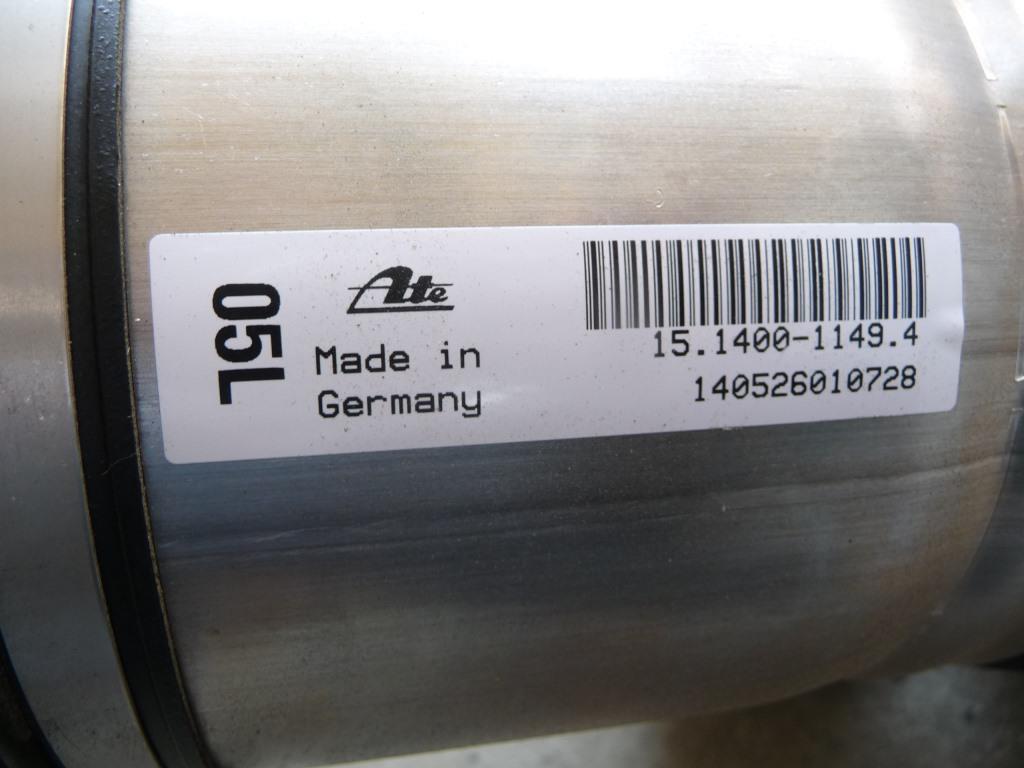 05L
Ate
Made in
Germany
15.1400-1149.4
140526010728